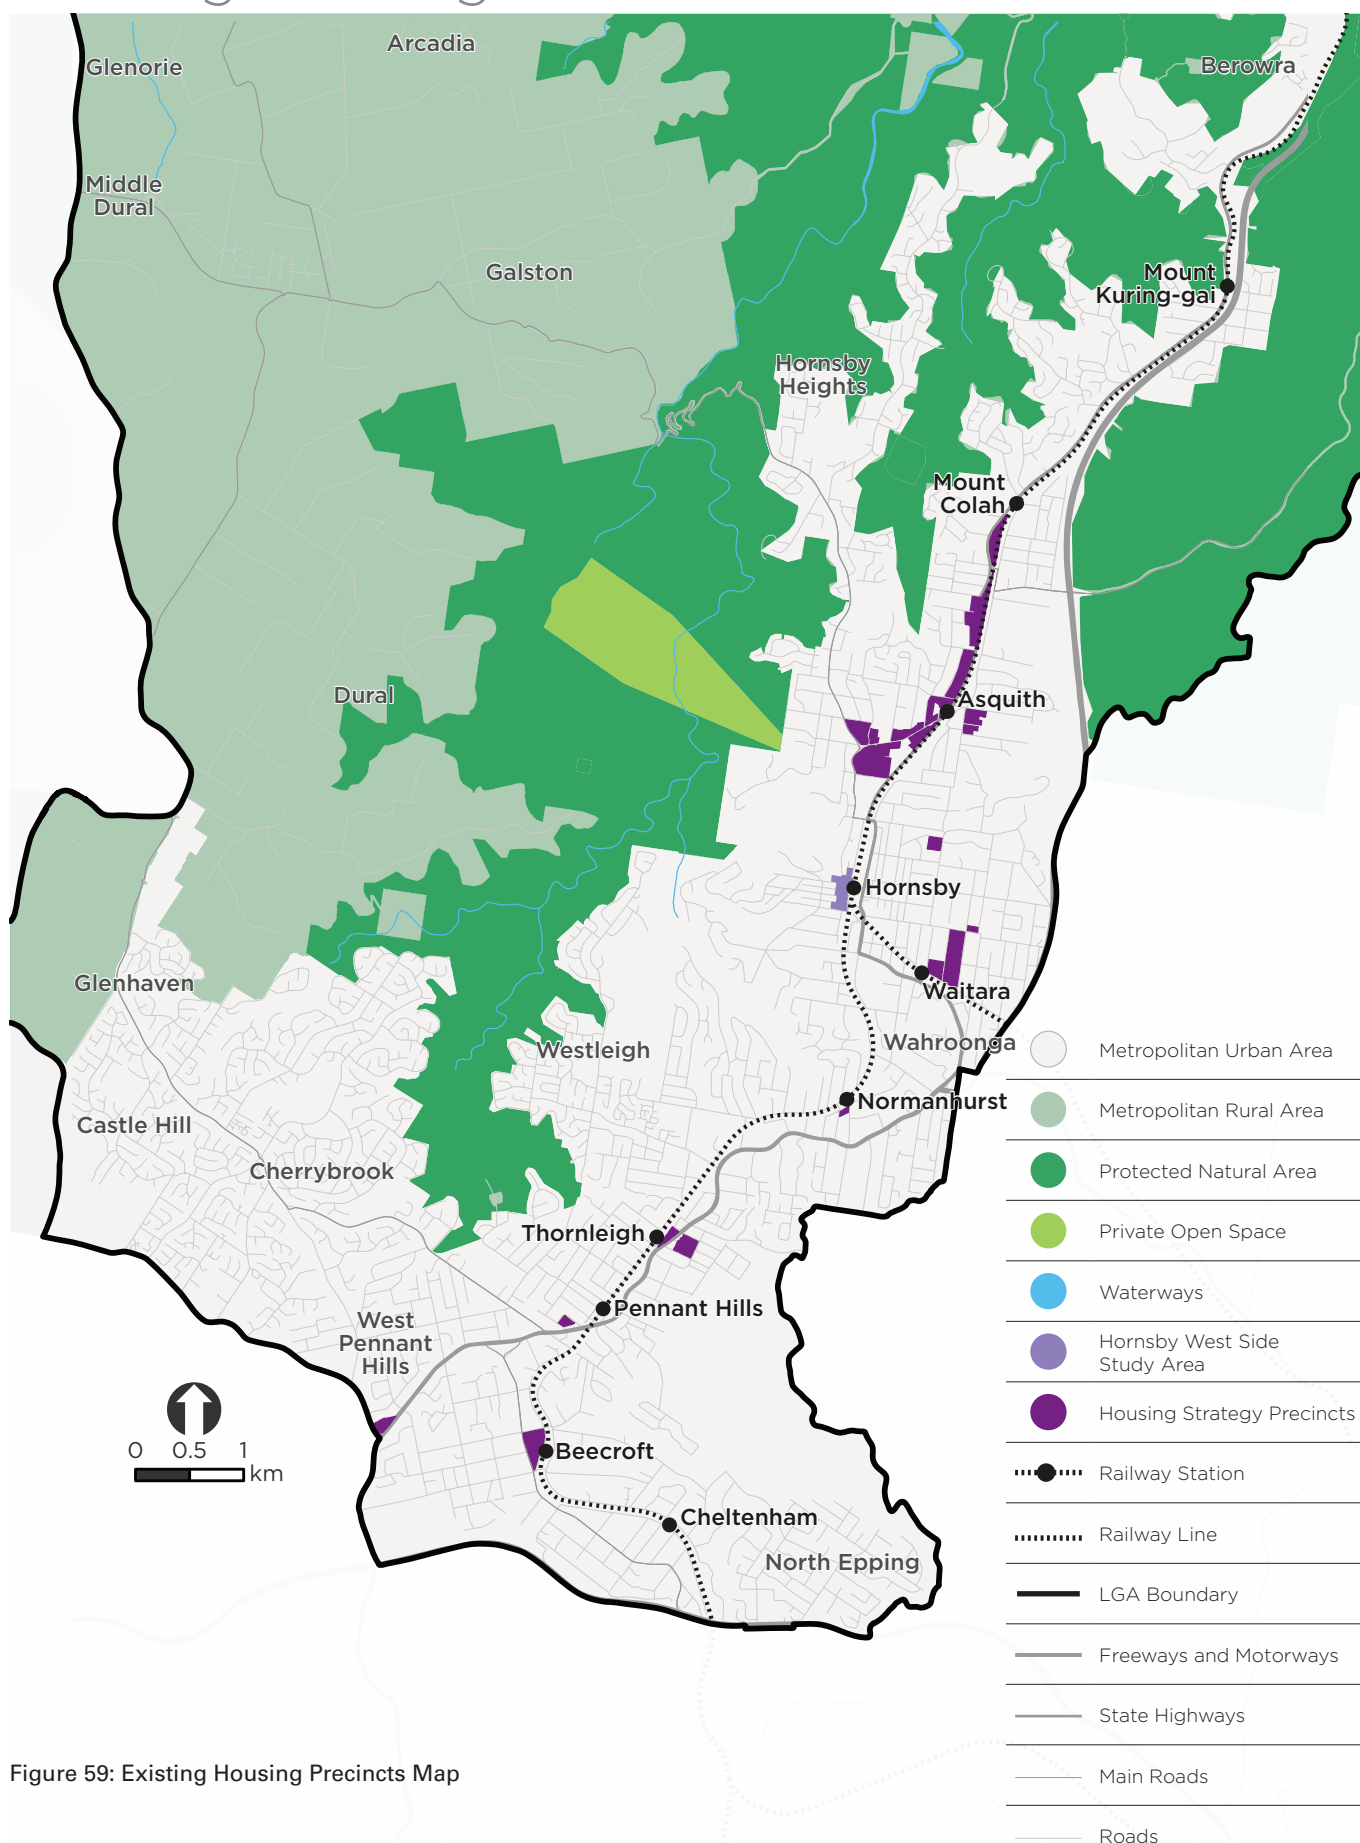 Arcadia
Glenorie
Berowra
Middle
Dural
Galston
Mount
Kuring-gai
Hornsby
Heights
Mount
Colah
Dural
Asquith
Hornsby
Glenhaven
Waitara
Westleigh
Wahroonga
Normanhurst
Castle Hill
Cherrybrook
Thornleigh
Pennant Hills
West
Pennant
Hills
0 0.5 1
km
Beecroft
Cheltenham
North Epping
Metropolitan Urban Area
Metropolitan Rural Area
Protected Natural Area
Private Open Space
Waterways
Hornsby West Side
Study Area
Housing Strategy Precincts
Railway Station
Railway Line
LGA Boundary
Freeways and Motorways
State Highways
Main Roads
Roads
Figure 59: Existing Housing Precincts Map